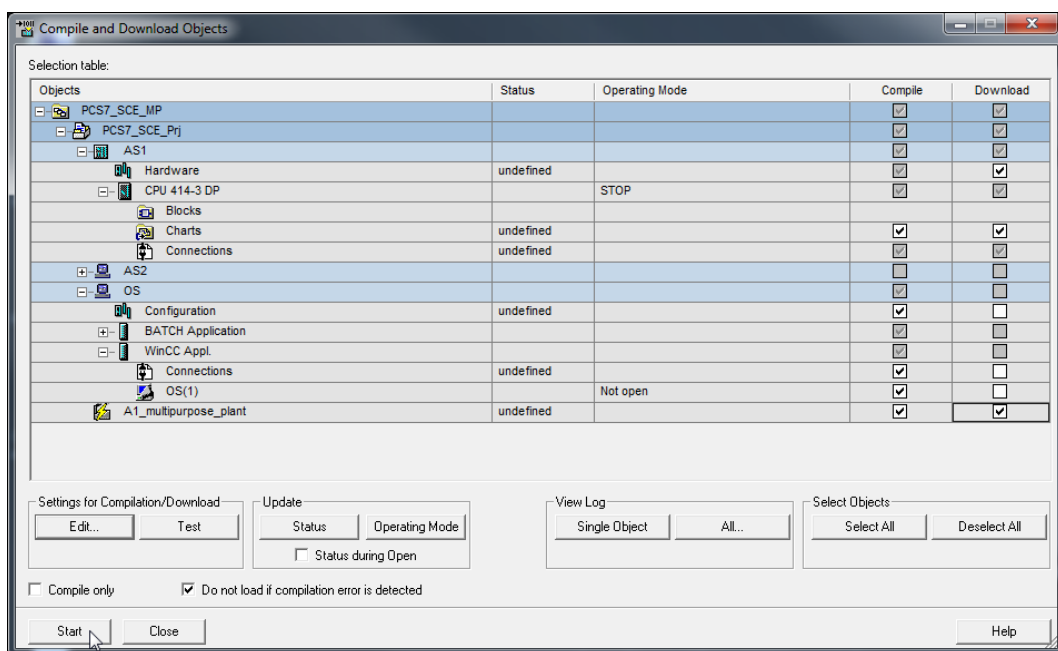 Compile and Download Objects
Selection table:
Objects Status Operating Mode Compile Download
PCS7_SCE_MP
PCS7_SCE_Prj
AS1
Hardware undefined
CPU 414-3 DP STOP
Blocks
Charts undefined
Connections undefined
AS2
OS
Configuration undefined
BATCH Application
WinCC Appl.
Connections undefined
OS(1) Not open
A1_multipurpose_plant undefined
Settings for Compilation/Download Update View Log Select Objects
Edit... Test Status Operating Mode Single Object All... Select All Deselect All
Status during Open
Compile only Do not load if compilation error is detected
Start Close Help